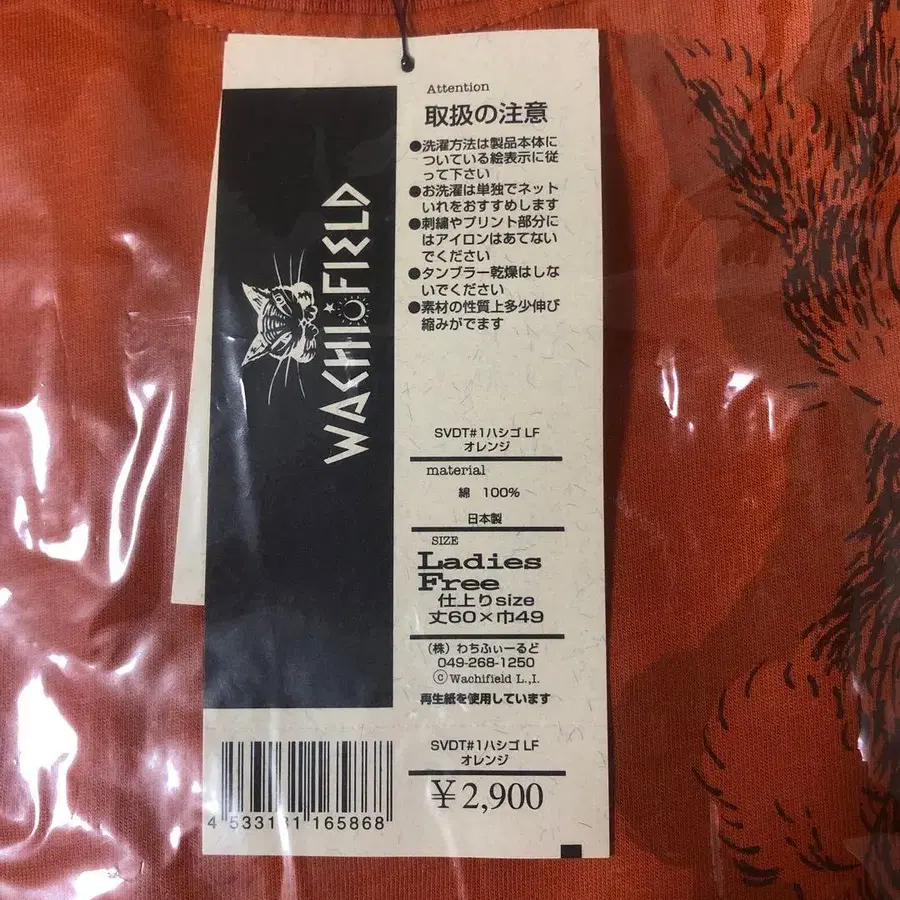 Attention
取扱の注意
●洗濯方法は製品本体に
ついている絵表示に従
って下さい
●お洗濯は単独でネット
いれをおすすめします
●刺繍やプリント部分に
はアイロンはあてない
でください
●タンブラー乾燥はしな
いでください
●素材の性質上多少伸び
縮みがでます
WACHIFIELD
SVDT#1ハシゴ LF
オレンジ
material
綿 100%
日本製
SIZE
Ladies
Free
仕上りsize
丈60×巾49
(株)わちふぃーるど
049-268-1250
©Wachifield L.,I.
再生紙を使用しています
SVDT#1ハシゴ LF
オレンジ
¥2,900
4 533181 165868